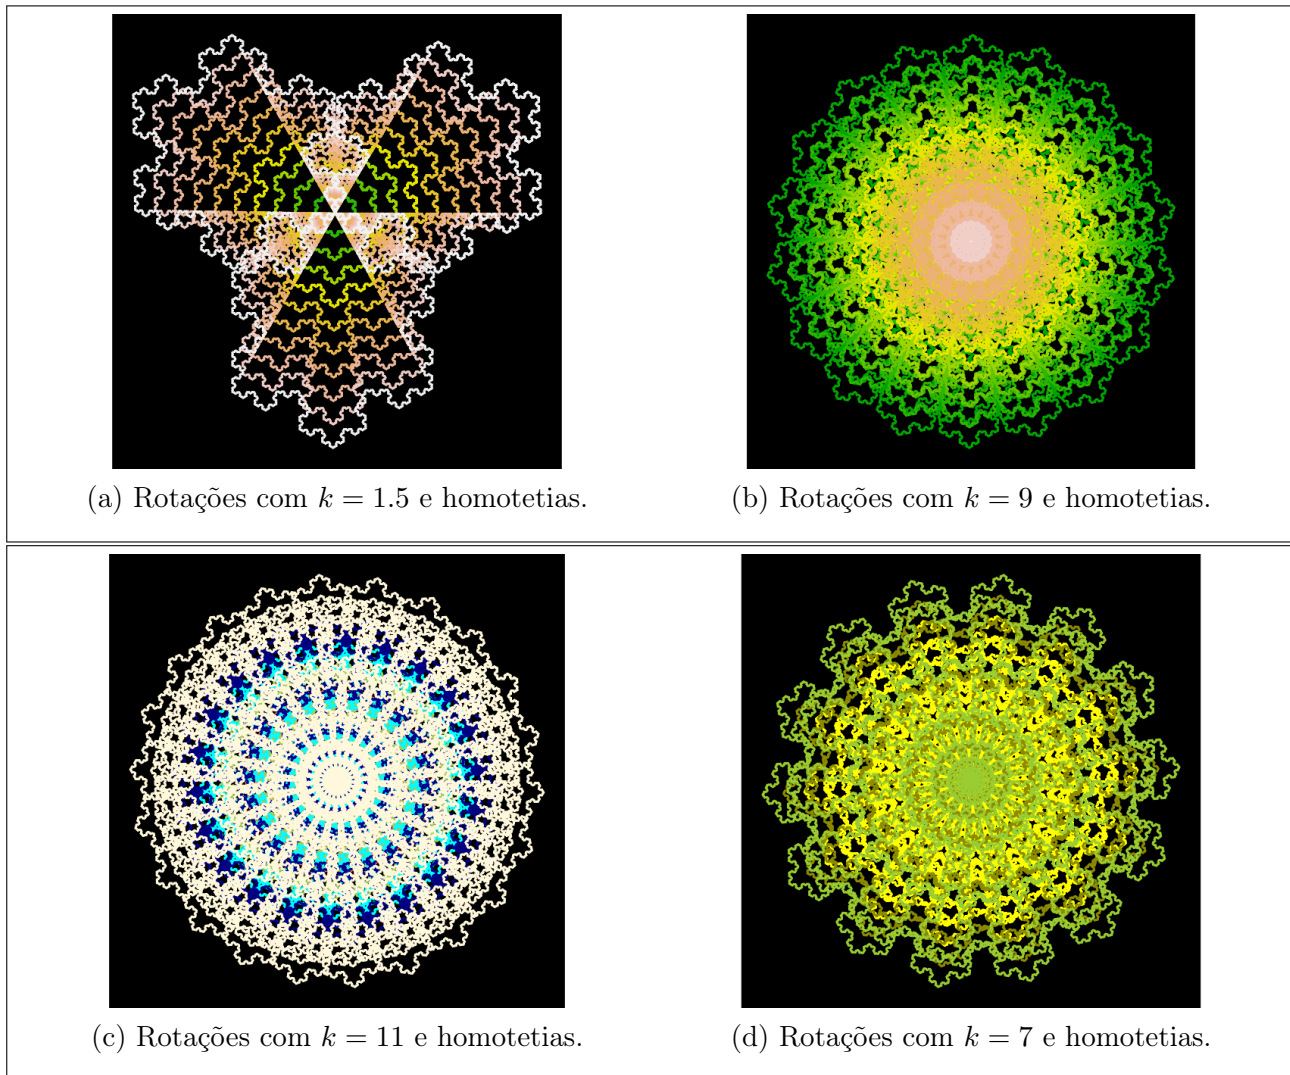 (a) Rotações com k = 1.5 e homotetias.
(b) Rotações com k = 9 e homotetias.
(c) Rotações com k = 11 e homotetias.
(d) Rotações com k = 7 e homotetias.